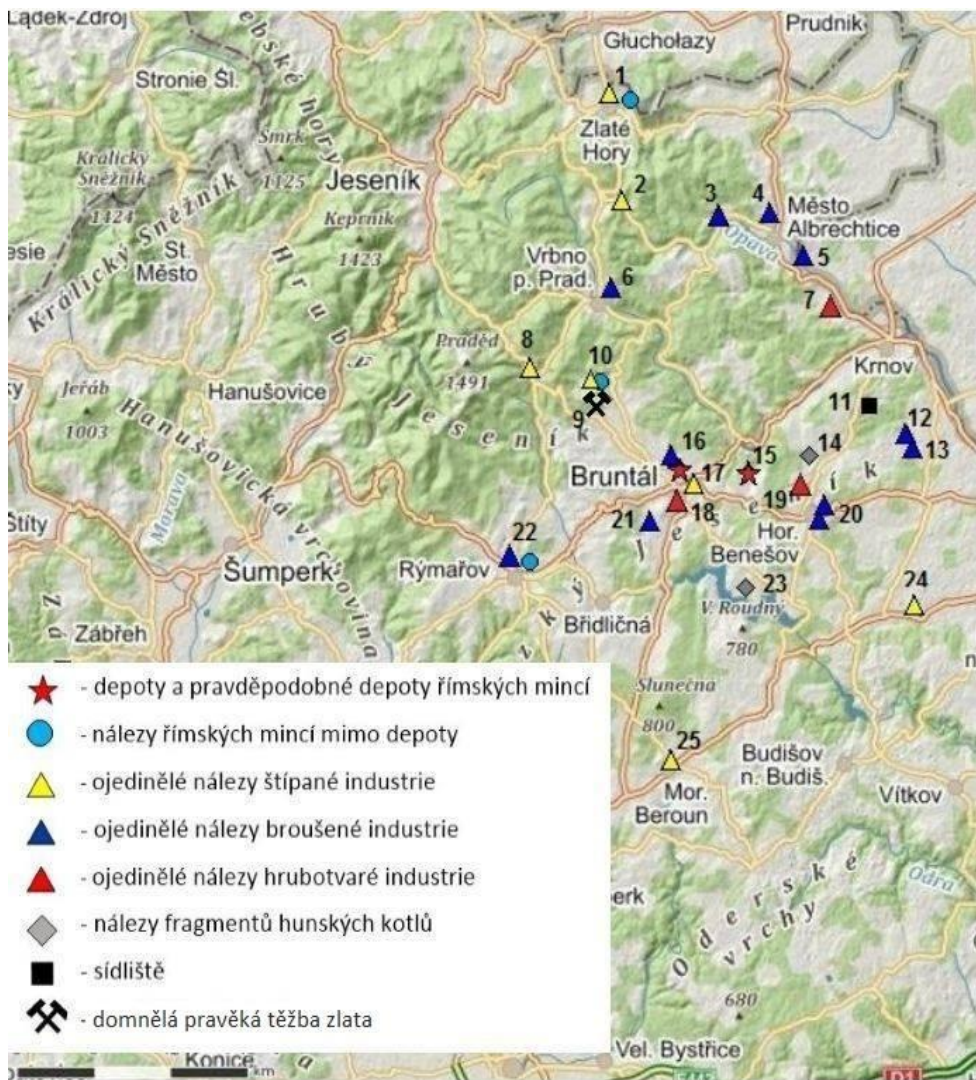 Lądek-Zdrój
Prudnik
Głuchołazy
Stronie Śl.
1
Zlaté
Hory
Smrk
1125
Králický
Sněžník
1424
Jeseník
2
3
4
Město
Albrechtice
Keprník
1423
Opava
5
St.
Město
Králický Sněžník
Vrbno
p. Prad.
6
7
Hrubý Jeseník
8
Praděd
1491
10
9
Krnov
Jeřáb
1003
Hanušovice
11
12
13
14
15
16
17
Bruntál
18
19
20
21
Hor.
Benešov
Hanušovická vrchovina
Morava
Štíty
22
Šumperk
Rýmařov
23
24
V. Roudný
780
Břidličná
Zábřeh
- depoty a pravděpodobné depoty římských mincí
- nálezy římských mincí mimo depoty
- ojedinělé nálezy štípané industrie
- ojedinělé nálezy broušené industrie
- ojedinělé nálezy hrubotvaré industrie
- nálezy fragmentů hunských kotlů
- sídliště
- domnělá pravěká těžba zlata
Slunečná
800
25
Budišov
n. Budiš.
Mor.
Beroun
Vítkov
Oderské
vrchy
Odra
680
Vel. Bystřice
Konice
km
E442
D1